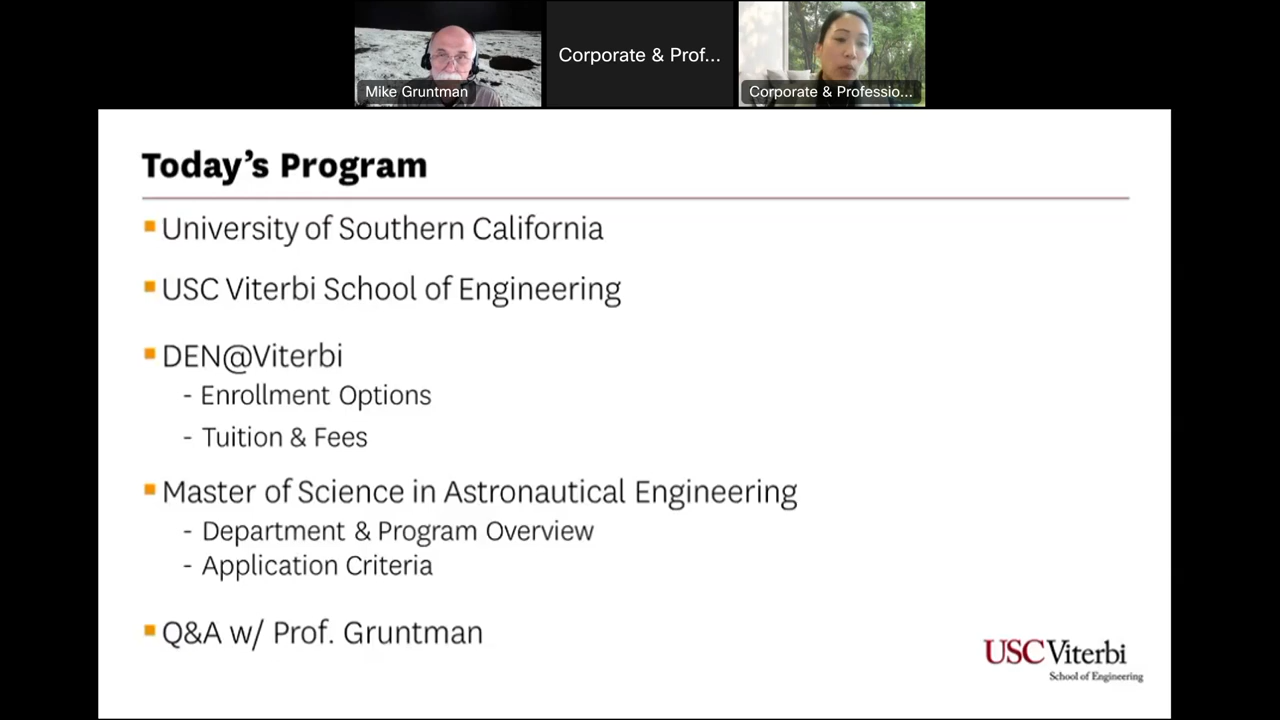 Mike Gruntman
Corporate & Prof...
Corporate & Professio...
Today's Program
University of Southern California
USC Viterbi School of Engineering
DEN@Viterbi
- Enrollment Options
- Tuition & Fees
Master of Science in Astronautical Engineering
- Department & Program Overview
- Application Criteria
Q&A w/ Prof. Gruntman
USC Viterbi
School of Engineering